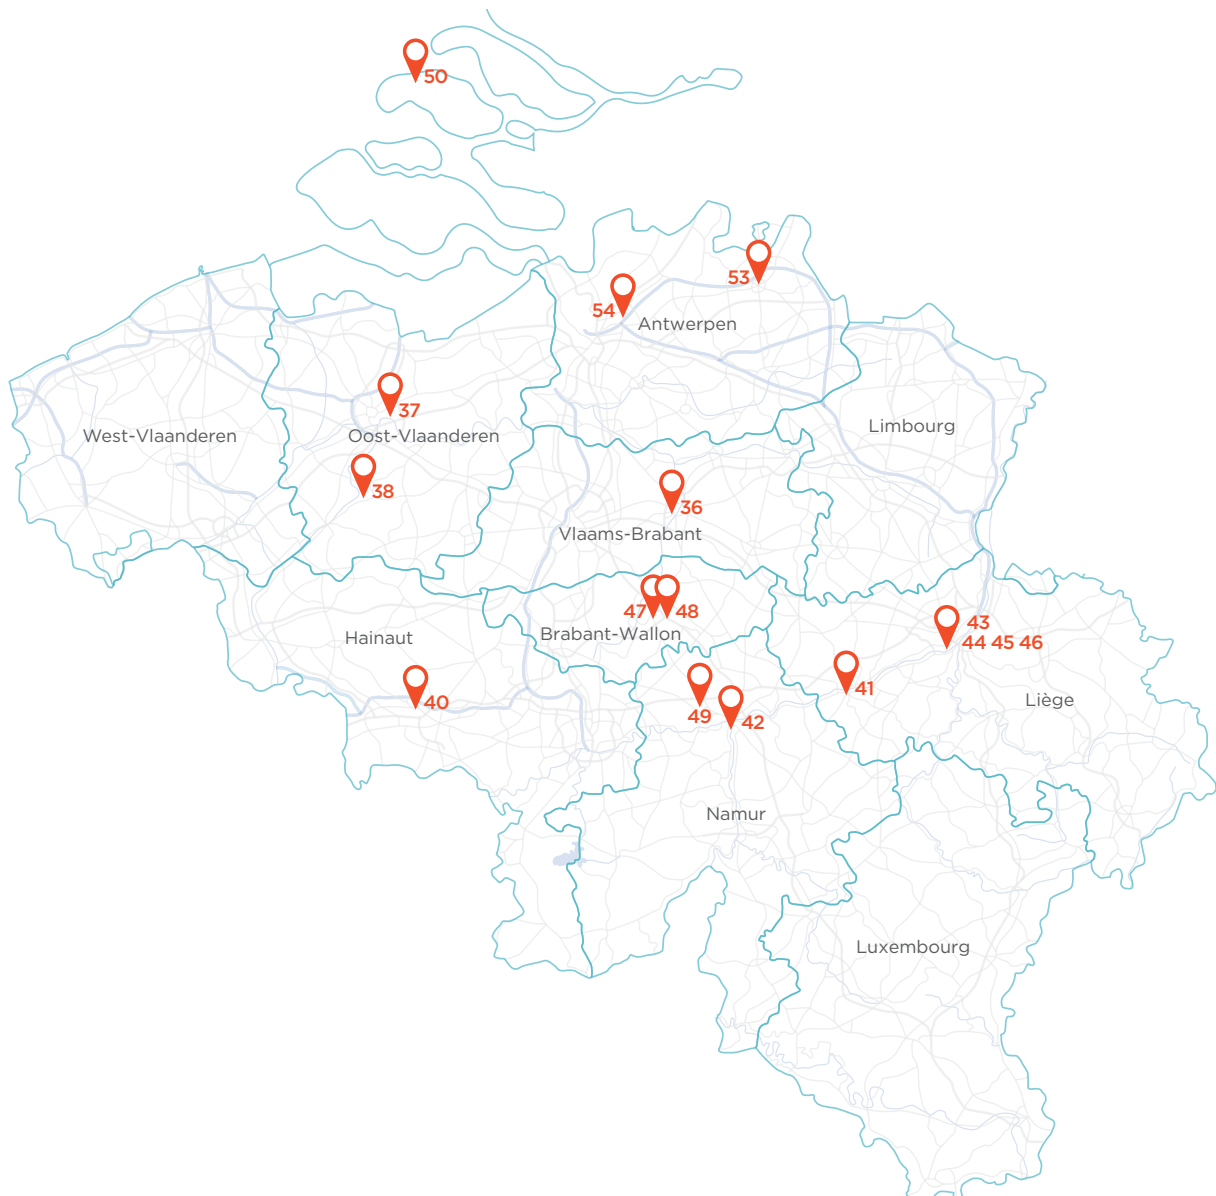 50
53
54
Antwerpen
37
West-Vlaanderen
Oost-Vlaanderen
Limbourg
38
36
Vlaams-Brabant
47 48
43
44 45 46
Brabant-Wallon
Hainaut
41
40
49
42
Liège
Namur
Luxembourg